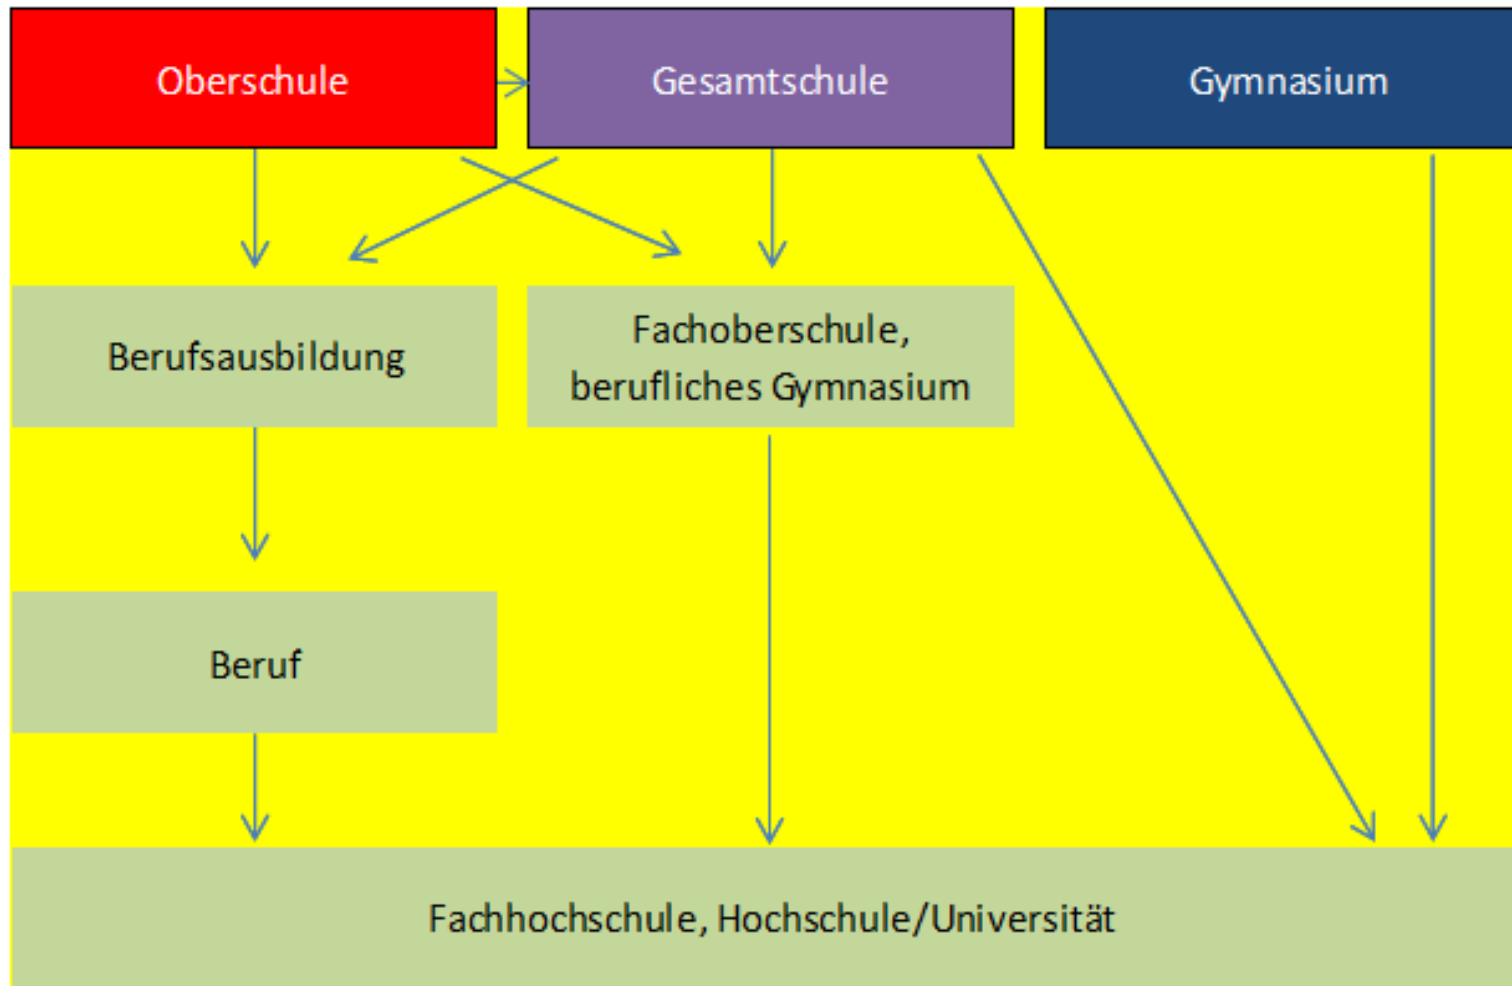 Oberschule
Gesamtschule
Gymnasium
Berufsausbildung
Fachoberschule,
berufliches Gymnasium
Beruf
Fachhochschule, Hochschule/Universität